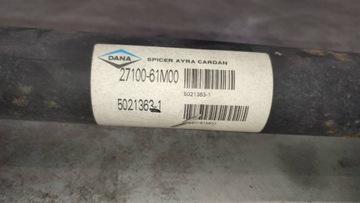 DANA
SPICER AYRA CARDAN
27100-61M00
5021363-1
5021363-1